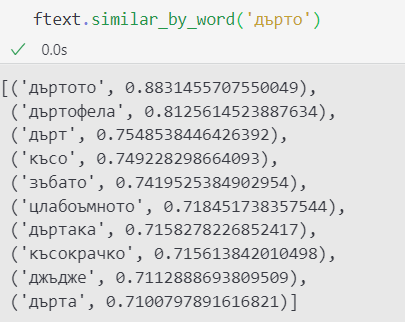 ftext.similar_by_word('дърто')
0.0s
[('дъртото', 0.8831455707550049),
('дъртофела', 0.8125614523887634),
('дърт', 0.7548538446426392),
('късо', 0.749228298664093),
('зъбато', 0.7419525384902954),
('цлабоъмното', 0.718451738357544),
('дъртака', 0.7158278226852417),
('късокрачко', 0.715613842010498),
('джъдже', 0.7112888693809509),
('дърта', 0.7100797891616821)]